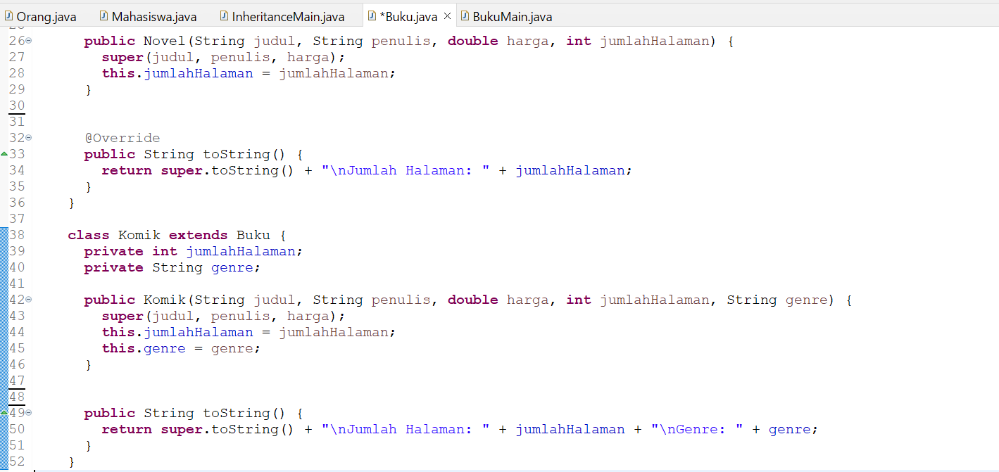 Orang.java Mahasiswa.java InheritanceMain.java *Buku.java BukuMain.java
26 public Novel(String judul, String penulis, double harga, int jumlahHalaman) {
27 super(judul, penulis, harga);
28 this.jumlahHalaman = jumlahHalaman;
29 }
30
31
32 @Override
33 public String toString() {
34 return super.toString() + "\nJumlah Halaman: " + jumlahHalaman;
35 }
36 }
37
38 class Komik extends Buku {
39 private int jumlahHalaman;
40 private String genre;
41
42 public Komik(String judul, String penulis, double harga, int jumlahHalaman, String genre) {
43 super(judul, penulis, harga);
44 this.jumlahHalaman = jumlahHalaman;
45 this.genre = genre;
46 }
47
48
49 public String toString() {
50 return super.toString() + "\nJumlah Halaman: " + jumlahHalaman + "\nGenre: " + genre;
51 }
52 }